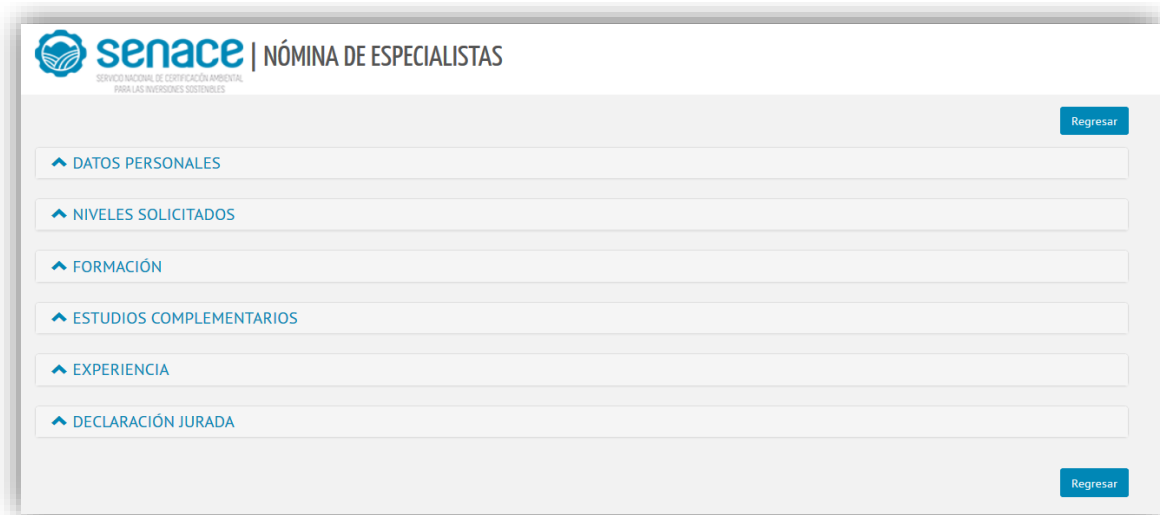 senace | NÓMINA DE ESPECIALISTAS
SERVICIO NACIONAL DE CERTIFICACIÓN AMBIENTAL
PARA LAS INVERSIONES SOSTENIBLES
Regresar
DATOS PERSONALES
NIVELES SOLICITADOS
FORMACIÓN
ESTUDIOS COMPLEMENTARIOS
EXPERIENCIA
DECLARACIÓN JURADA
Regresar